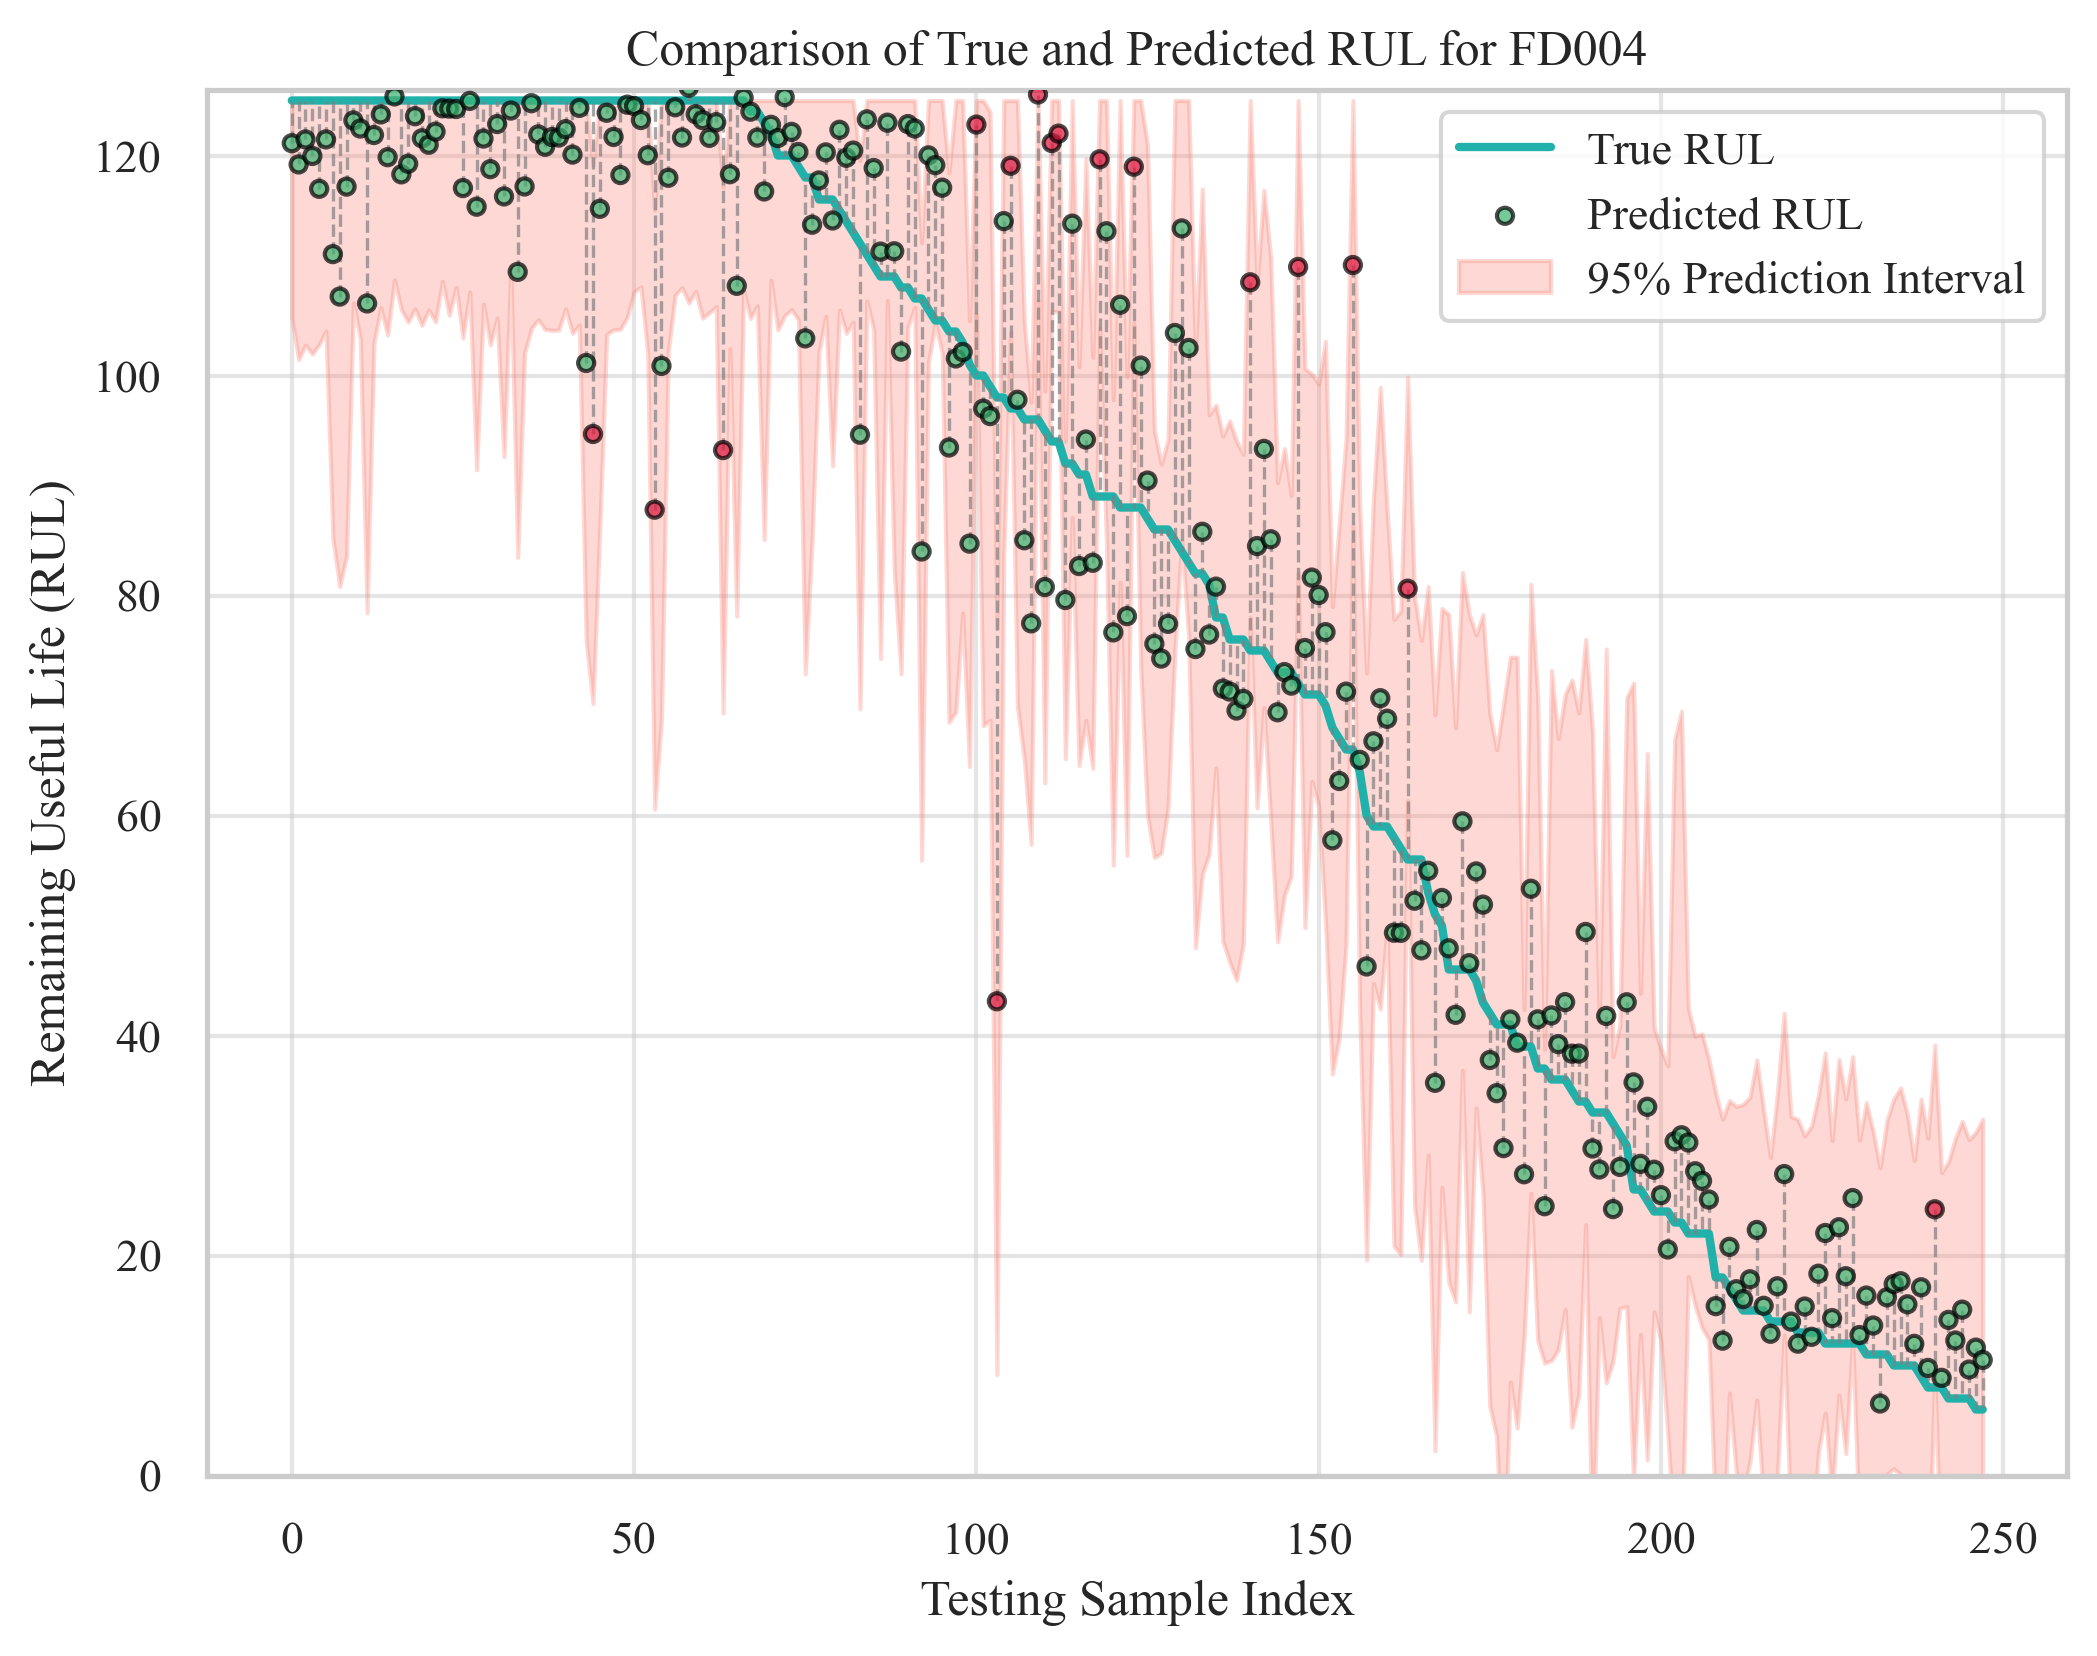 Comparison of True and Predicted RUL for FD004
True RUL
Predicted RUL
95% Prediction Interval
Remaining Useful Life (RUL)
120
100
80
60
40
20
0
0 50 100 150 200 250
Testing Sample Index